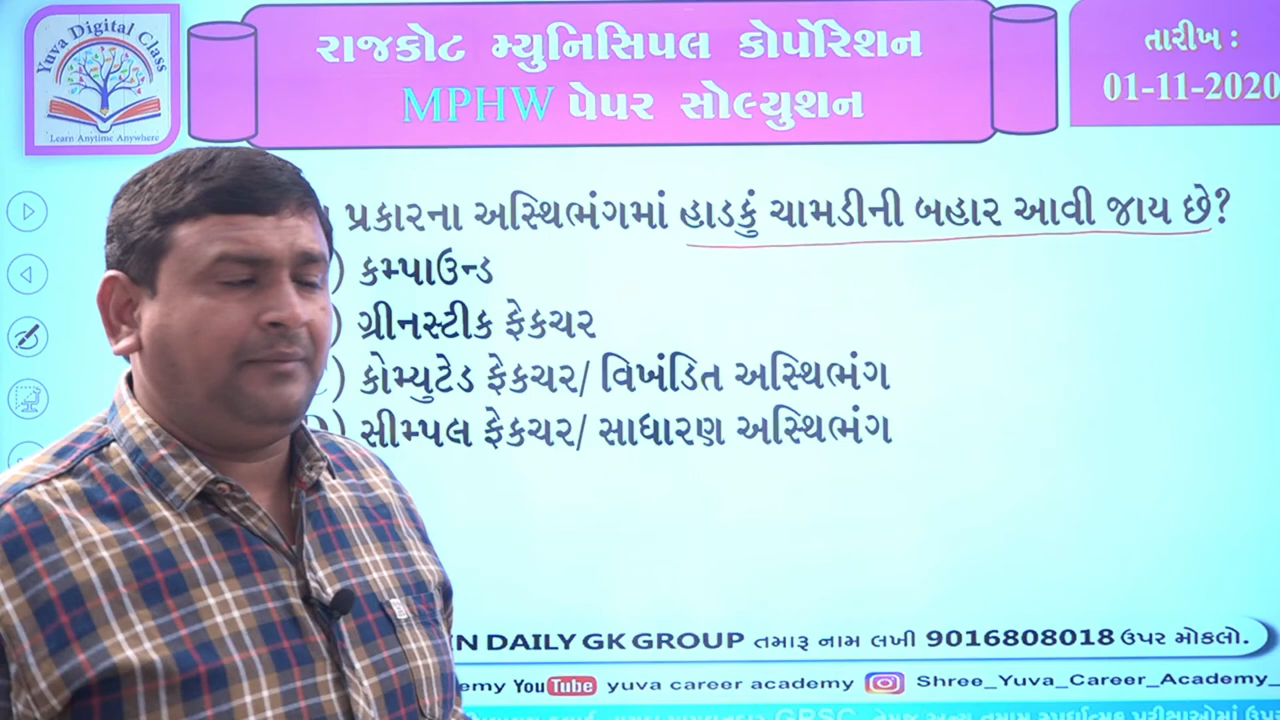 Yuva Digital Class
Learn Anytime Anywhere
રાજકોટ મ્યુનિસિપલ કોર્પોરેશન
MPHW પેપર સોલ્યુશન
તારીખ :
01-11-2020
પ્રકારના અસ્થિભંગમાં હાડકું ચામડીની બહાર આવી જાય છે?
) કમ્પાઉન્ડ
) ગ્રીનસ્ટીક ફેકચર
) કોમ્યુટેડ ફેકચર/ વિખંડિત અસ્થિભંગ
) સીમ્પલ ફેકચર/ સાધારણ અસ્થિભંગ
N DAILY GK GROUP તમારૂ નામ લખી 9016808018 ઉપર મોકલો.
emy YouTube yuva career academy Shree_Yuva_Career_Academy_
GPSC